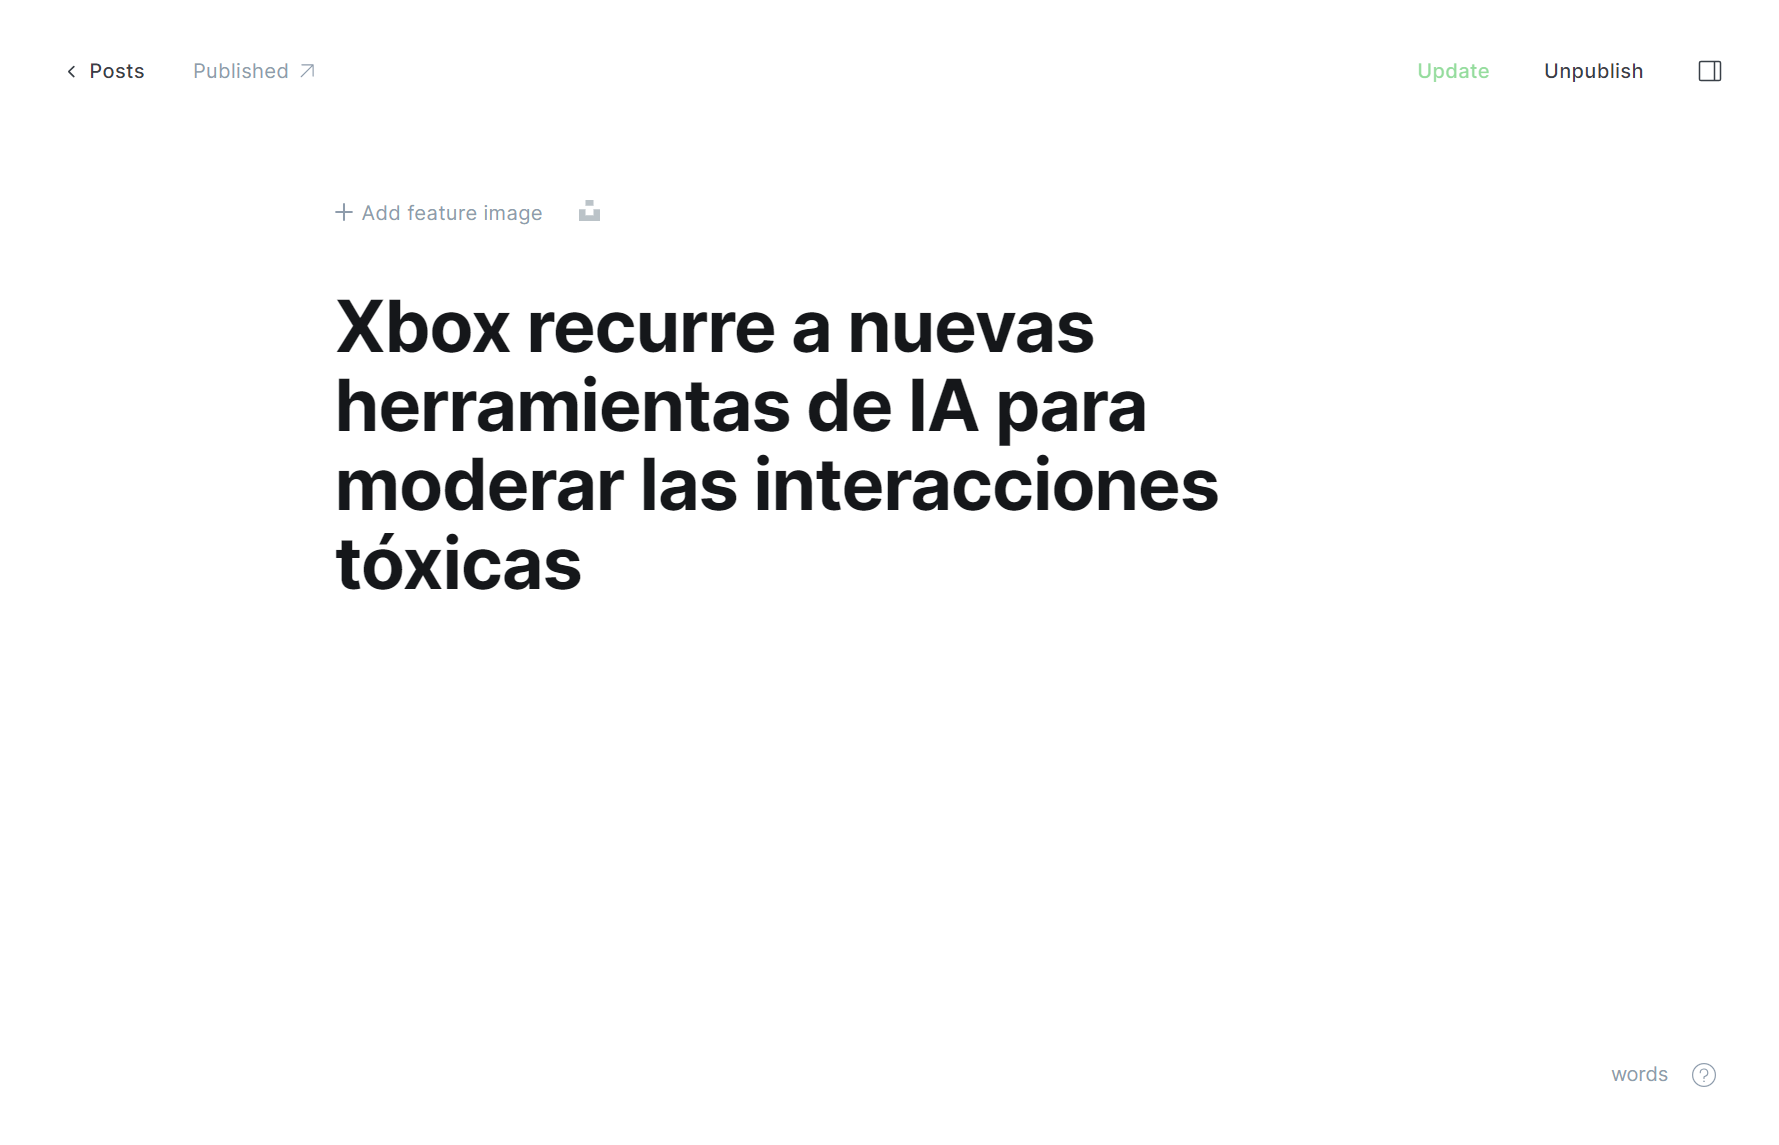 Posts Published Update Unpublish
Add feature image
Xbox recurre a nuevas
herramientas de IA para
moderar las interacciones
tóxicas
words